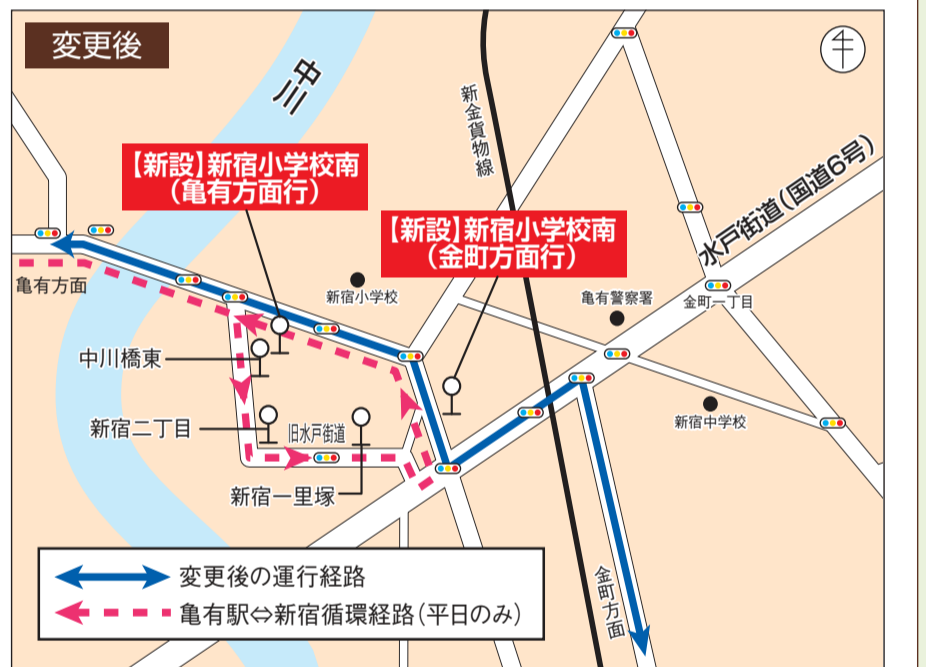 変更後
中川
新金貨物線
【新設】新宿小学校南
（亀有方面行）
【新設】新宿小学校南
（金町方面行）
水戸街道（国道6号）
亀有方面
新宿小学校
亀有警察署
金町一丁目
中川橋東
新宿二丁目
旧水戸街道
新宿中学校
新宿一里塚
金町方面
変更後の運行経路
亀有駅⇔新宿循環経路（平日のみ）